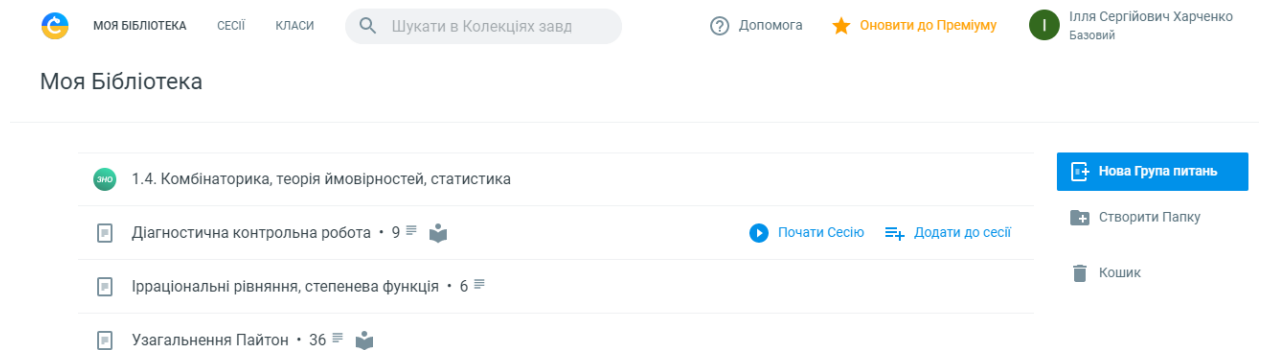 МОЯ БІБЛІОТЕКА СЕСІЇ КЛАСИ Шукати в Колекціях завд Допомога Оновити до Преміуму І Ілля Сергійович Харченко
Базовий
Моя Бібліотека
ЗНО 1.4. Комбінаторика, теорія ймовірностей, статистика
Нова Група питань
Діагностична контрольна робота • 9 Почати Сесію Додати до сесії
Створити Папку
Ірраціональні рівняння, степенева функція • 6
Кошик
Узагальнення Пайтон • 36